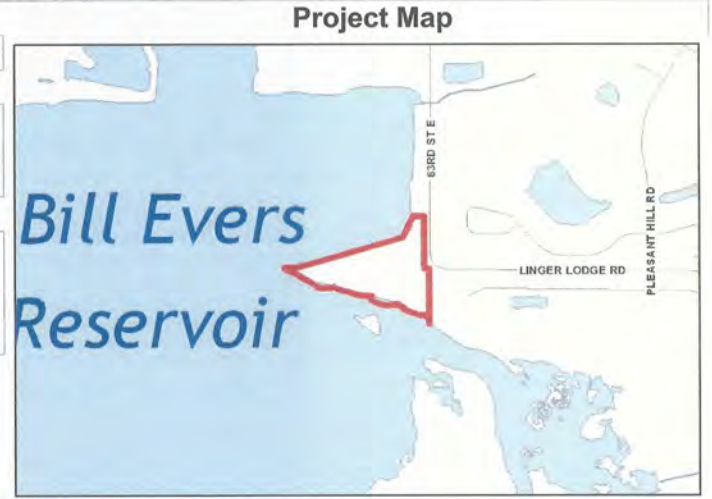 Project Map
Bill Evers
Reservoir
63RD ST E
LINGER LODGE RD
PLEASANT HILL RD